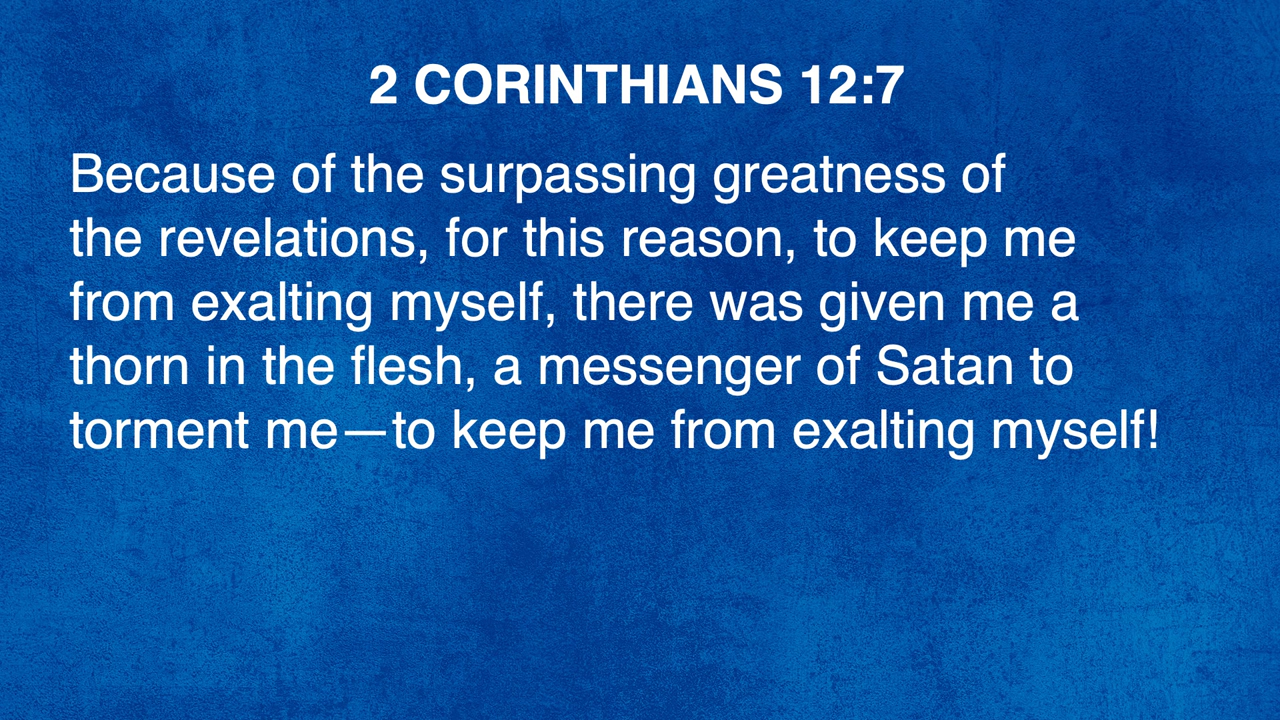 2 CORINTHIANS 12:7
Because of the surpassing greatness of
the revelations, for this reason, to keep me
from exalting myself, there was given me a
thorn in the flesh, a messenger of Satan to
torment me—to keep me from exalting myself!